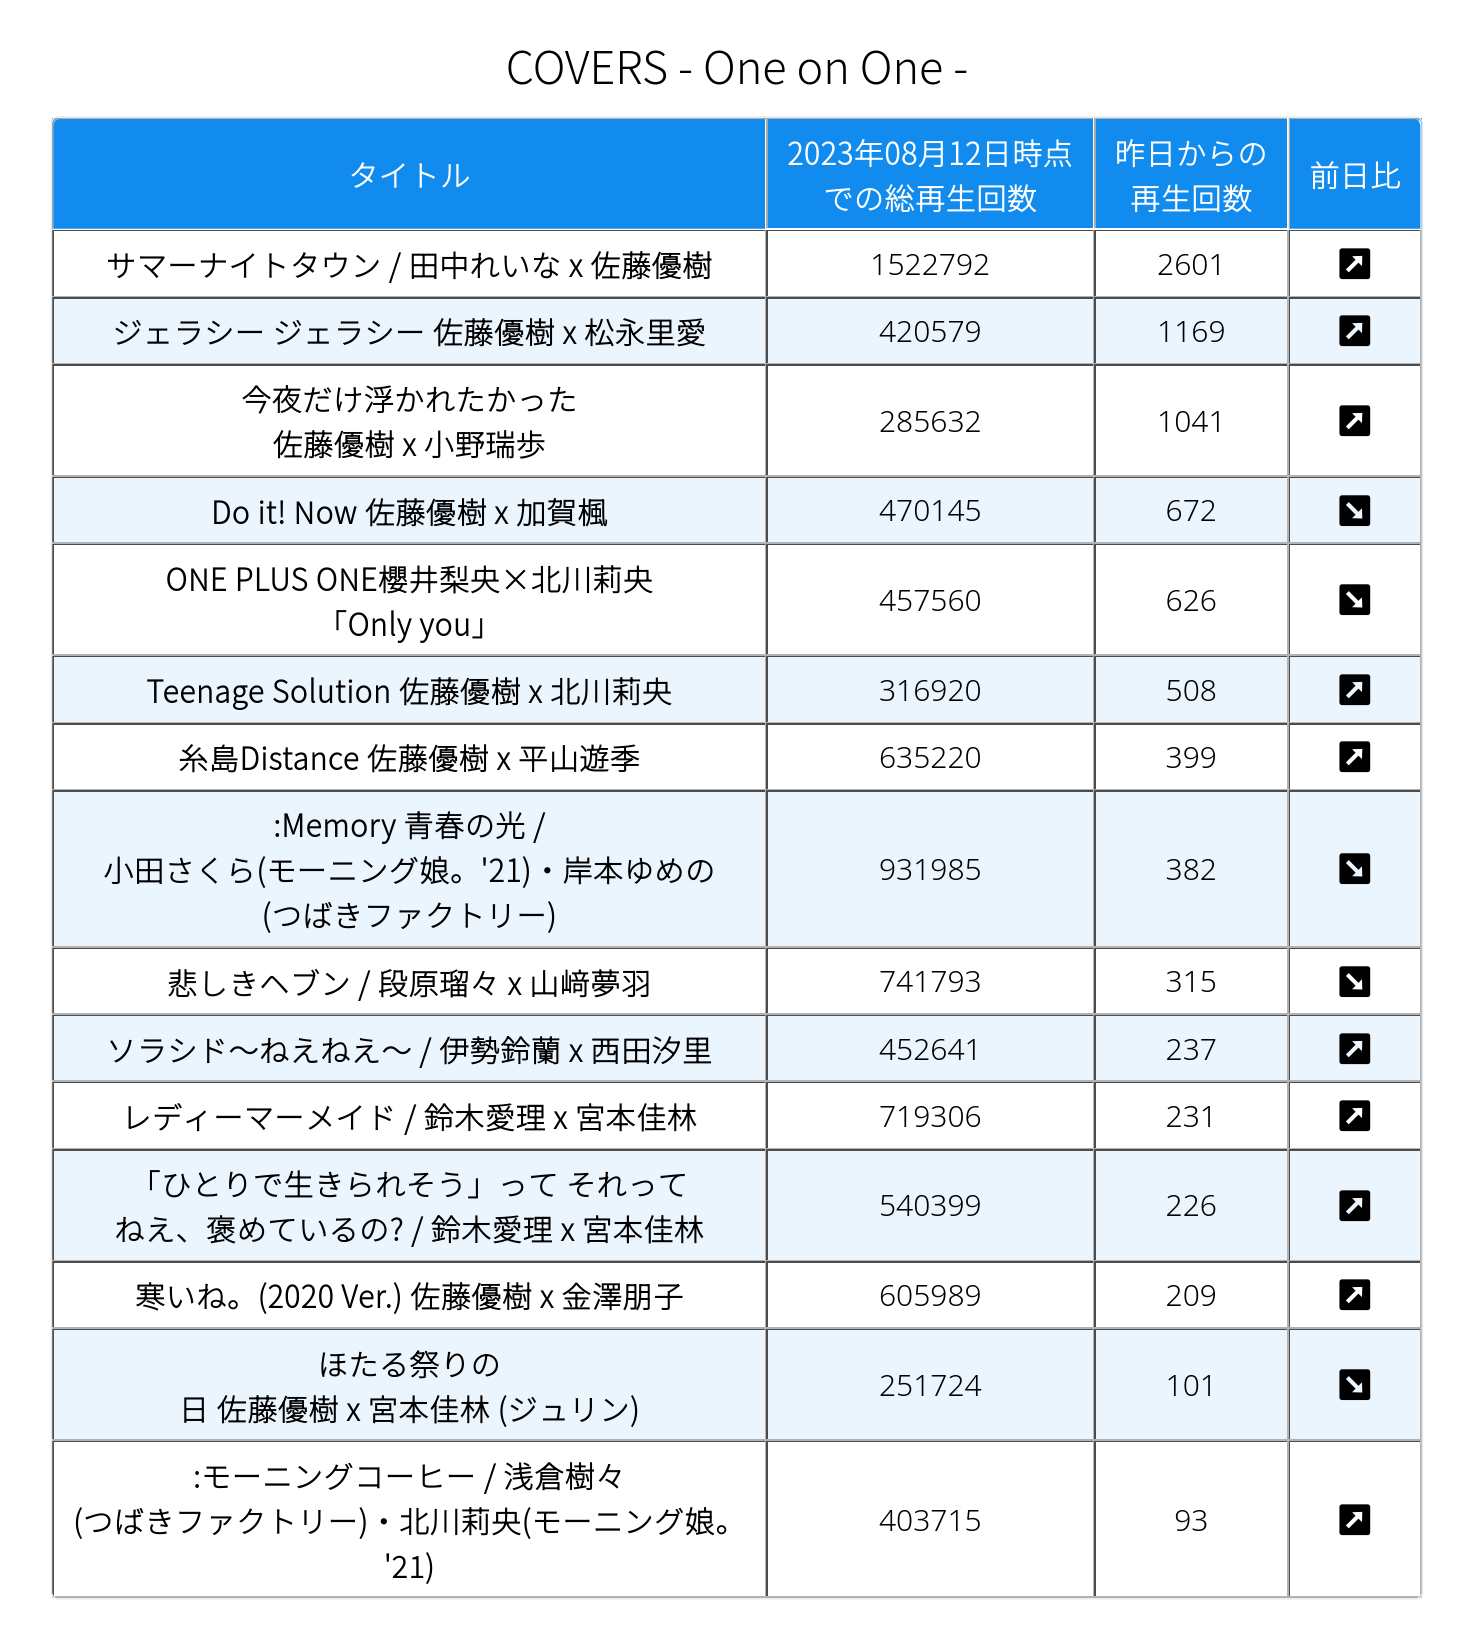 COVERS - One on One -
タイトル
2023年08月12日時点
での総再生回数
昨日からの
再生回数
前日比
サマーナイトタウン / 田中れいな x 佐藤優樹
1522792
2601
ジェラシー ジェラシー 佐藤優樹 x 松永里愛
420579
1169
今夜だけ浮かれたかった
佐藤優樹 x 小野瑞歩
285632
1041
Do it! Now 佐藤優樹 x 加賀楓
470145
672
ONE PLUS ONE櫻井梨央×北川莉央
「Only you」
457560
626
Teenage Solution 佐藤優樹 x 北川莉央
316920
508
糸島Distance 佐藤優樹 x 平山遊季
635220
399
:Memory 青春の光 /
小田さくら(モーニング娘。'21)・岸本ゆめの
(つばきファクトリー)
931985
382
悲しきヘブン / 段原瑠々 x 山﨑夢羽
741793
315
ソラシド〜ねえねえ〜 / 伊勢鈴蘭 x 西田汐里
452641
237
レディーマーメイド / 鈴木愛理 x 宮本佳林
719306
231
「ひとりで生きられそう」って それって
ねえ、褒めているの? / 鈴木愛理 x 宮本佳林
540399
226
寒いね。(2020 Ver.) 佐藤優樹 x 金澤朋子
605989
209
ほたる祭りの
日 佐藤優樹 x 宮本佳林 (ジュリン)
251724
101
:モーニングコーヒー / 浅倉樹々
(つばきファクトリー)・北川莉央(モーニング娘。
'21)
403715
93